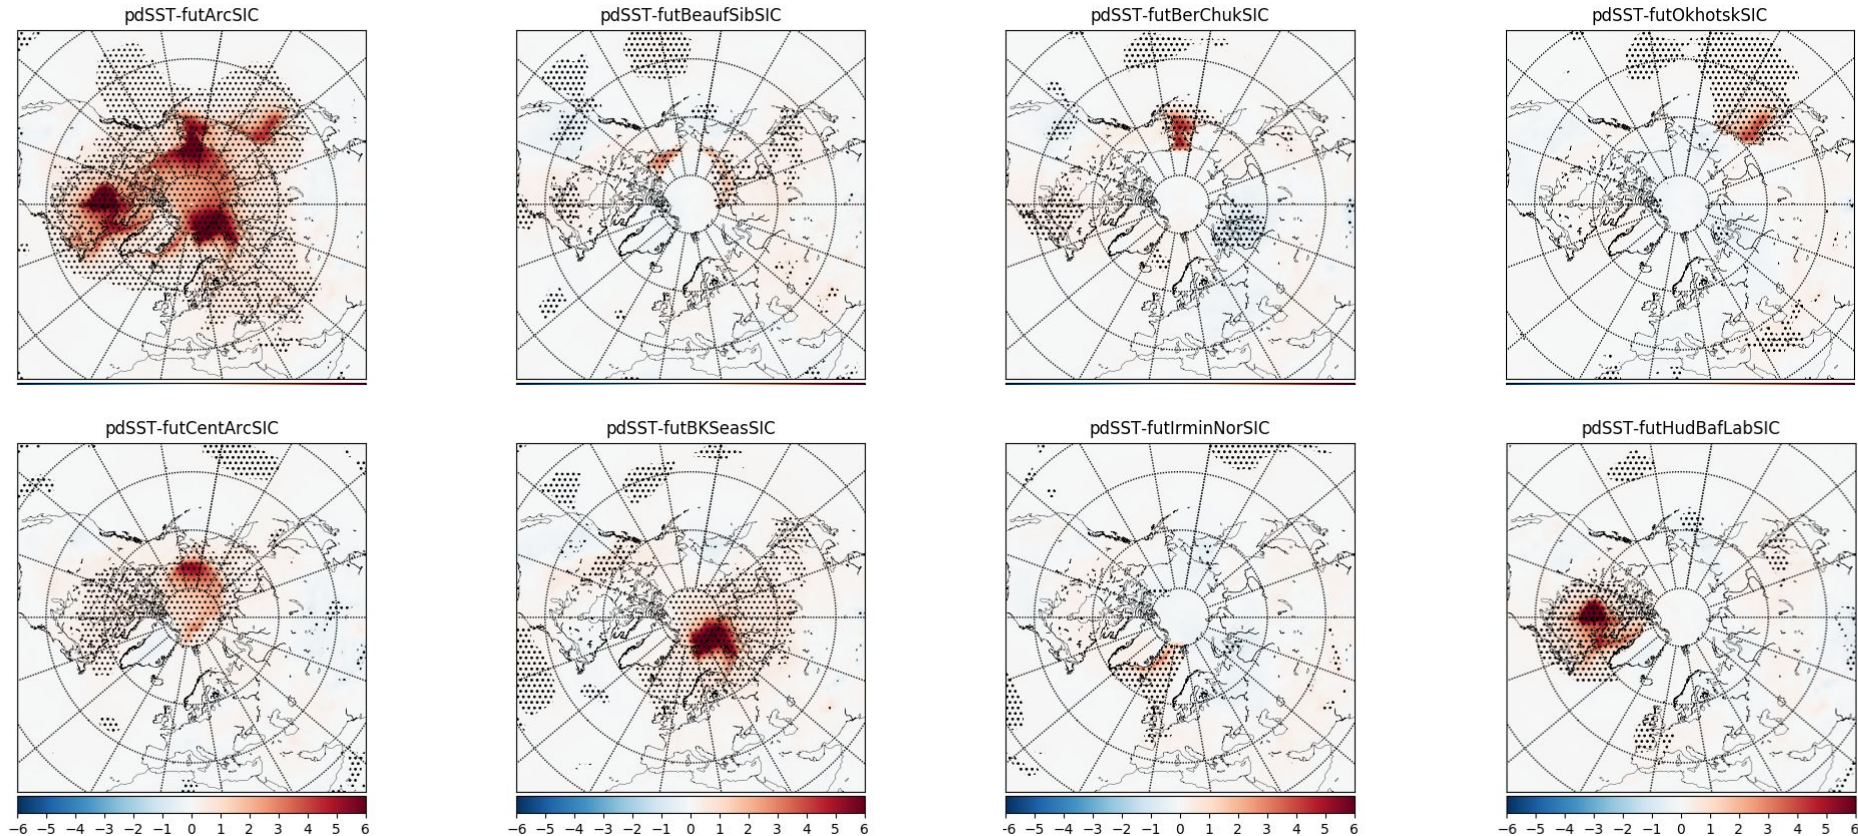 pdSST-futArcSIC
pdSST-futBeaufSibSIC
pdSST-futBerChukSIC
pdSST-futOkhotskSIC
pdSST-futCentArcSIC
pdSST-futBKSeasSIC
pdSST-futIrminNorSIC
pdSST-futHudBafLabSIC
−6 −5 −4 −3 −2 −1 0 1 2 3 4 5 6
−6 −5 −4 −3 −2 −1 0 1 2 3 4 5 6
-6 -5 -4 -3 -2 -1 0 1 2 3 4 5 6
−6 −5 −4 −3 −2 −1 0 1 2 3 4 5 6